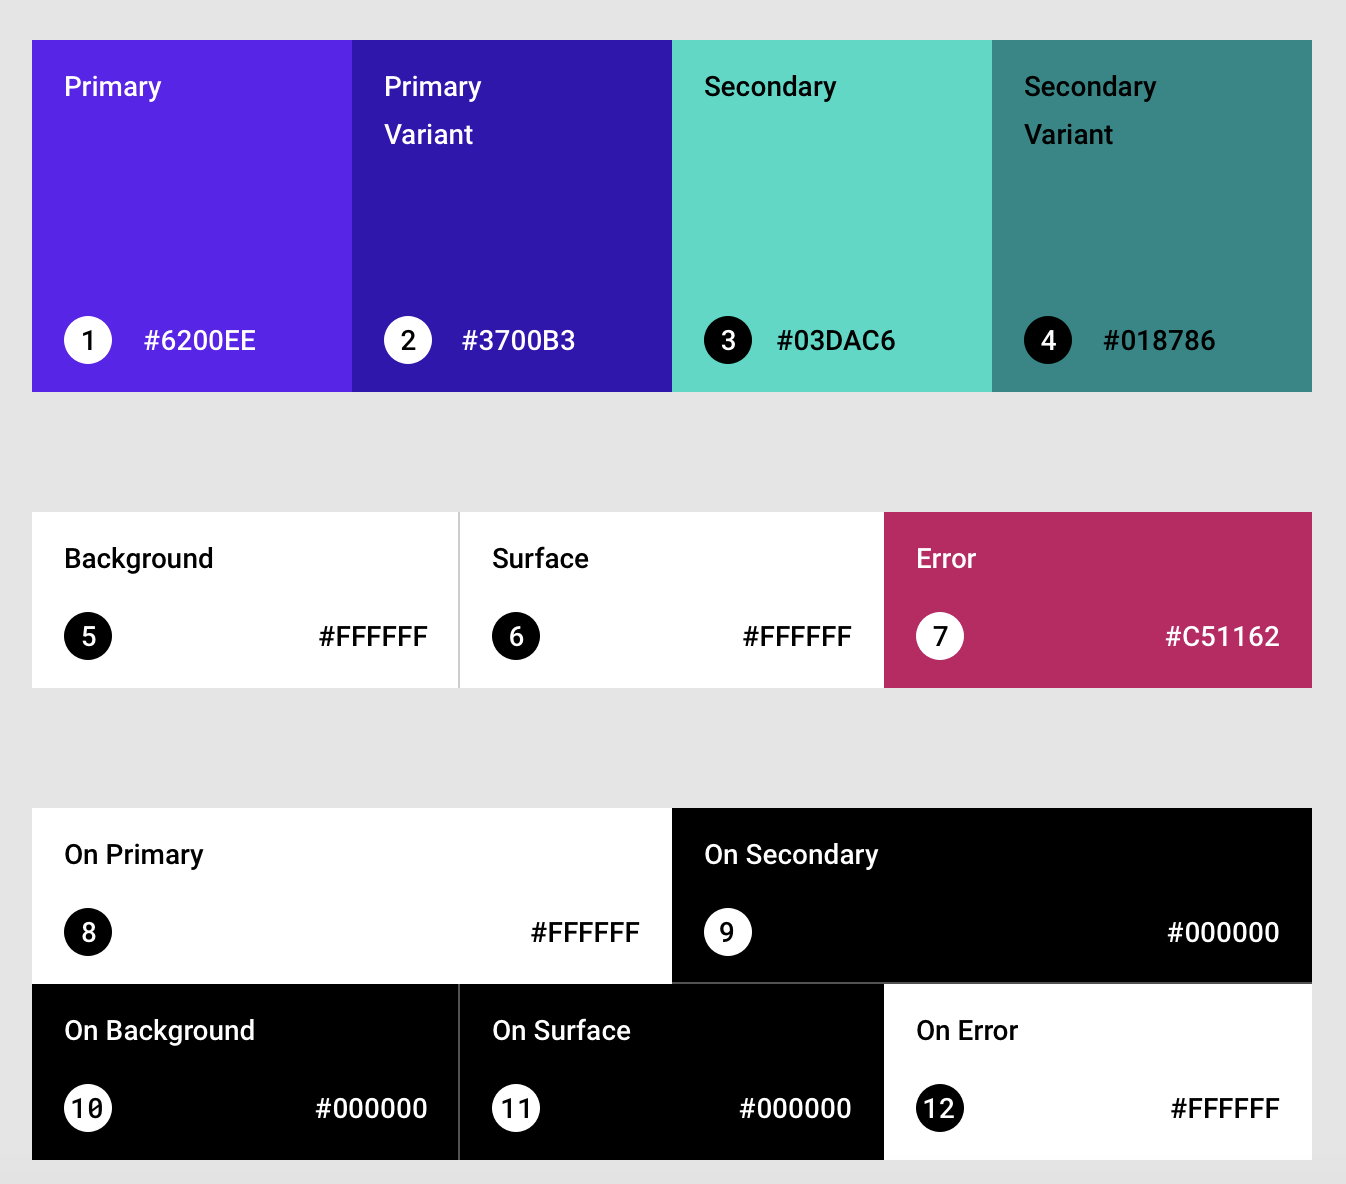 Primary
Primary
Variant
Secondary
Secondary
Variant
1 #6200EE
2 #3700B3
3 #03DAC6
4 #018786
Background
Surface
Error
5 #FFFFFF
6 #FFFFFF
7 #C51162
On Primary
On Secondary
8 #FFFFFF
9 #000000
On Background
On Surface
On Error
10 #000000
11 #000000
12 #FFFFFF